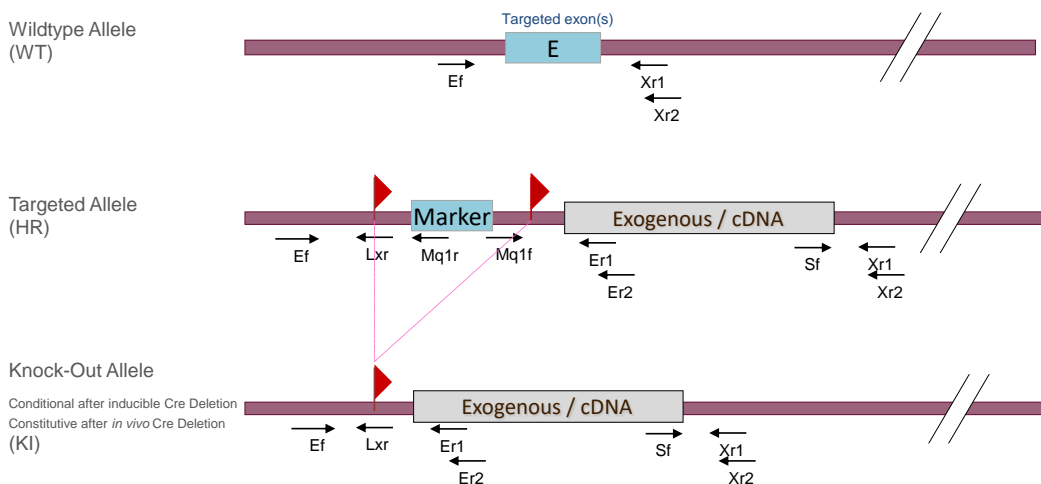 Wildtype Allele
(WT)
Targeted exon(s)
E
Ef
Xr1
Xr2
Targeted Allele
(HR)
Marker
Exogenous / cDNA
Ef
Lxr
Mq1r
Mq1f
Er1
Er2
Sf
Xr1
Xr2
Knock-Out Allele
Conditional after inducible Cre Deletion
Constitutive after in vivo Cre Deletion
(KI)
Exogenous / cDNA
Ef
Lxr
Er1
Er2
Sf
Xr1
Xr2